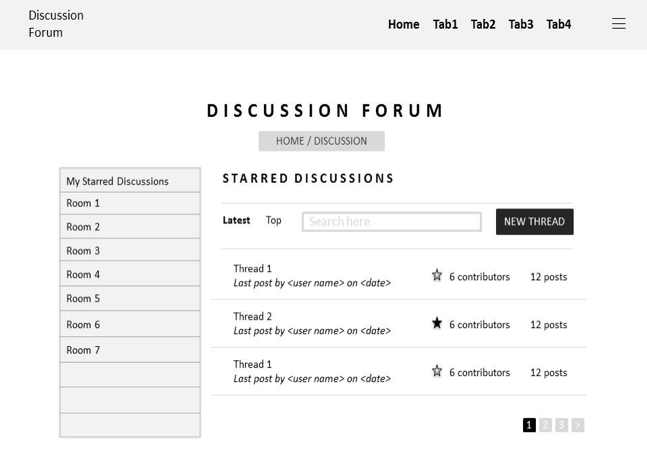 Discussion
Forum
Home Tab1 Tab2 Tab3 Tab4
DISCUSSION FORUM
HOME / DISCUSSION
My Starred Discussions
Room 1
Room 2
Room 3
Room 4
Room 5
Room 6
Room 7
STARRED DISCUSSIONS
Latest Top Search here NEW THREAD
Thread 1
Last post by <user name> on <date>
6 contributors 12 posts
Thread 2
Last post by <user name> on <date>
6 contributors 12 posts
Thread 1
Last post by <user name> on <date>
6 contributors 12 posts
1 2 3 >